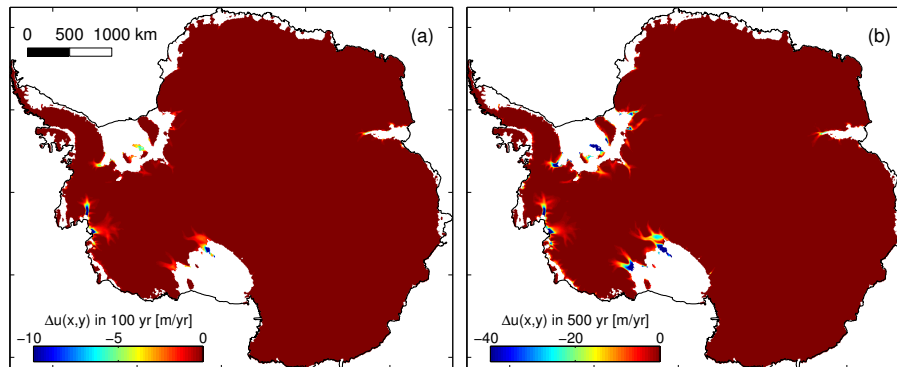 (a)
0 500 1000 km
Δu(x,y) in 100 yr [m/yr]
−10 −5 0
(b)
Δu(x,y) in 500 yr [m/yr]
−40 −20 0